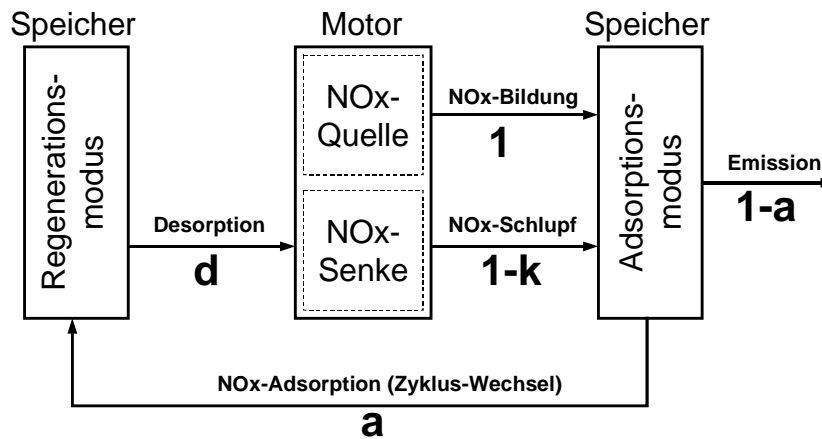 Speicher
Motor
Speicher
Regenerations-
modus
NOx-
Quelle
NOx-Bildung
1
Adsorptions-
modus
Emission
1-a
Desorption
d
NOx-
Senke
NOx-Schlupf
1-k
NOx-Adsorption (Zyklus-Wechsel)
a